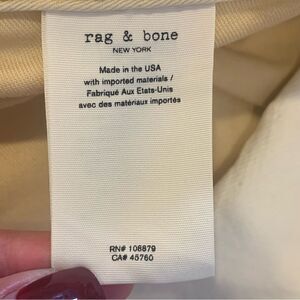 rag & bone
NEW YORK
Made in the USA
with imported materials /
Fabriqué Aux Etats-Unis
avec des matériaux importés
RN# 108879
CA# 45760